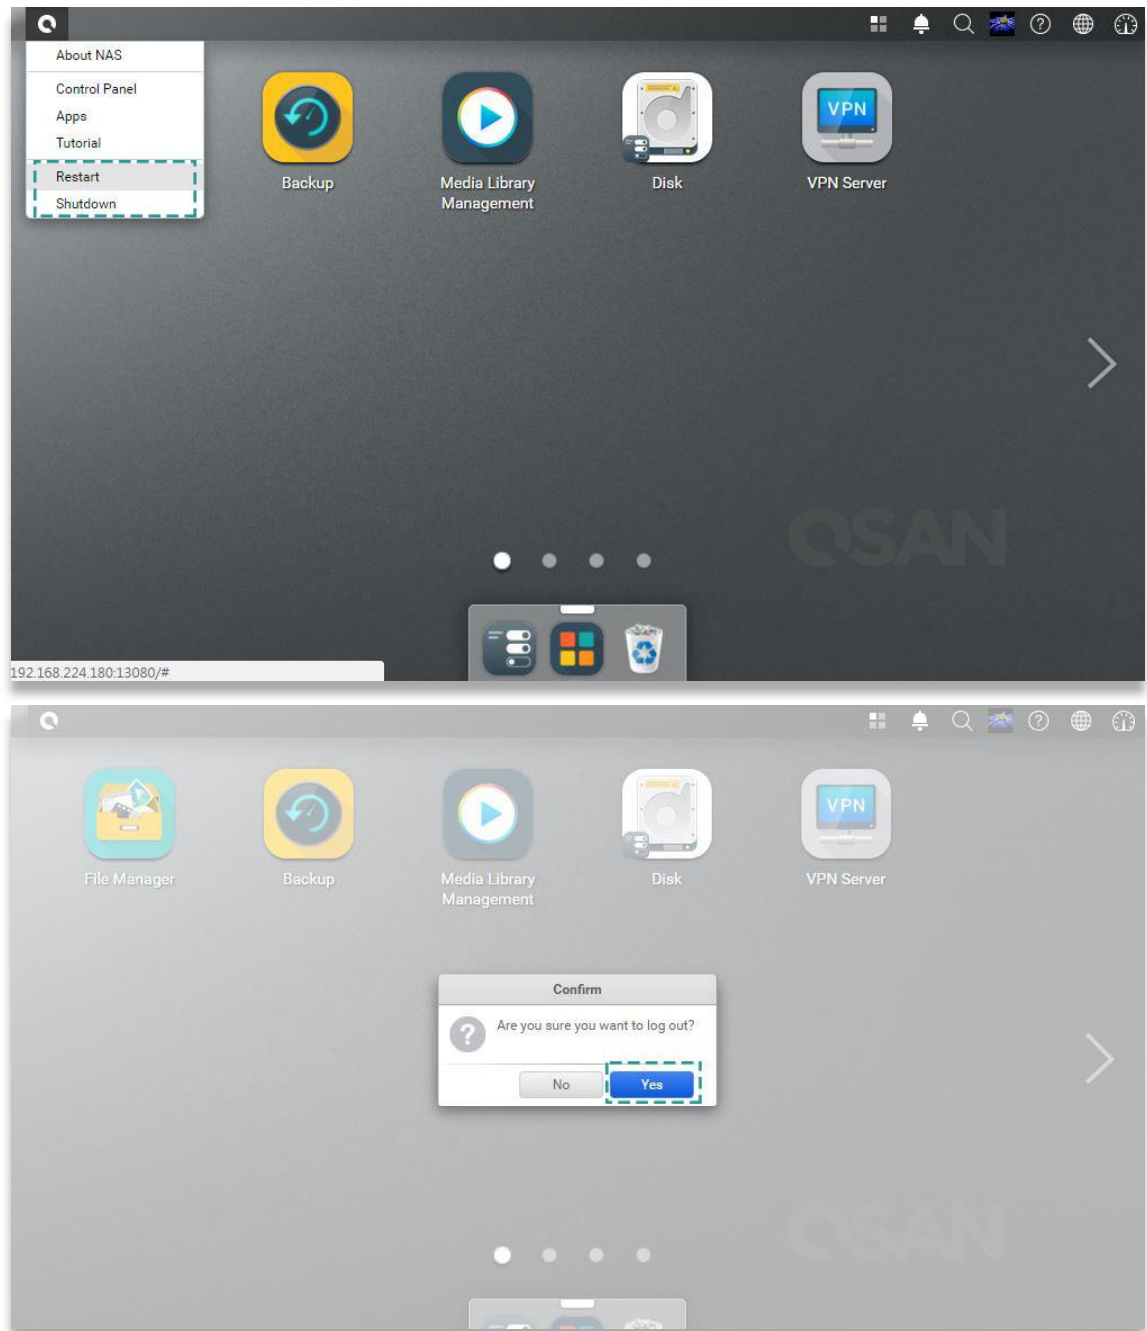 About NAS
Control Panel
Apps
Tutorial
Restart
Shutdown
Backup
Media Library
Management
Disk
VPN
VPN Server
QSAN
192.168.224.180:13080/#
File Manager
Backup
Media Library
Management
Disk
VPN
VPN Server
Confirm
Are you sure you want to log out?
No
Yes
QSAN